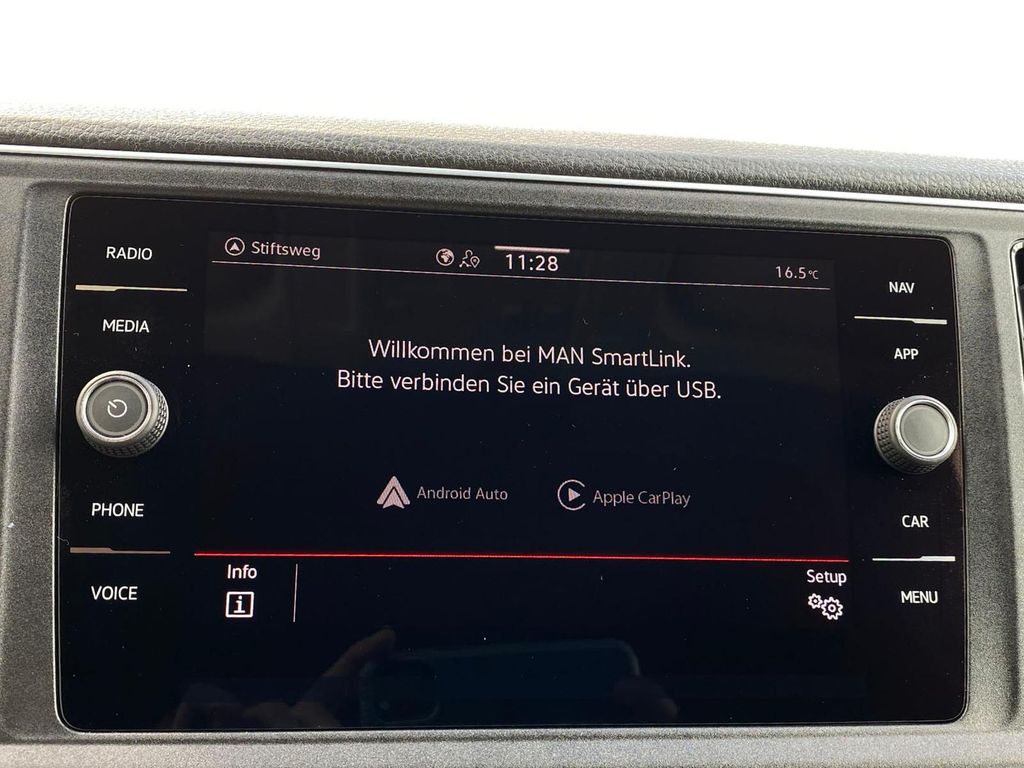 RADIO
MEDIA
PHONE
VOICE
Stiftsweg
11:28
16.5°C
Willkommen bei MAN SmartLink.
Bitte verbinden Sie ein Gerät über USB.
Android Auto
Apple CarPlay
Info
Setup
NAV
APP
CAR
MENU